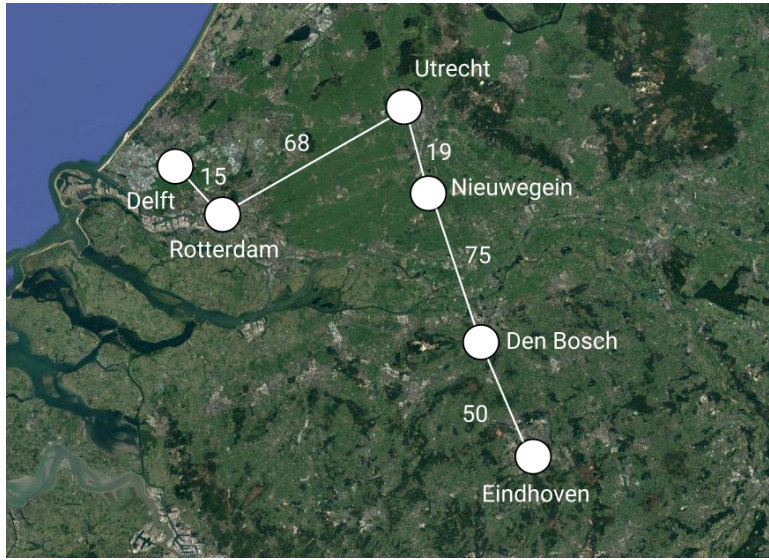 Utrecht
68
19
15
Nieuwegein
Delft
Rotterdam
75
Den Bosch
50
Eindhoven